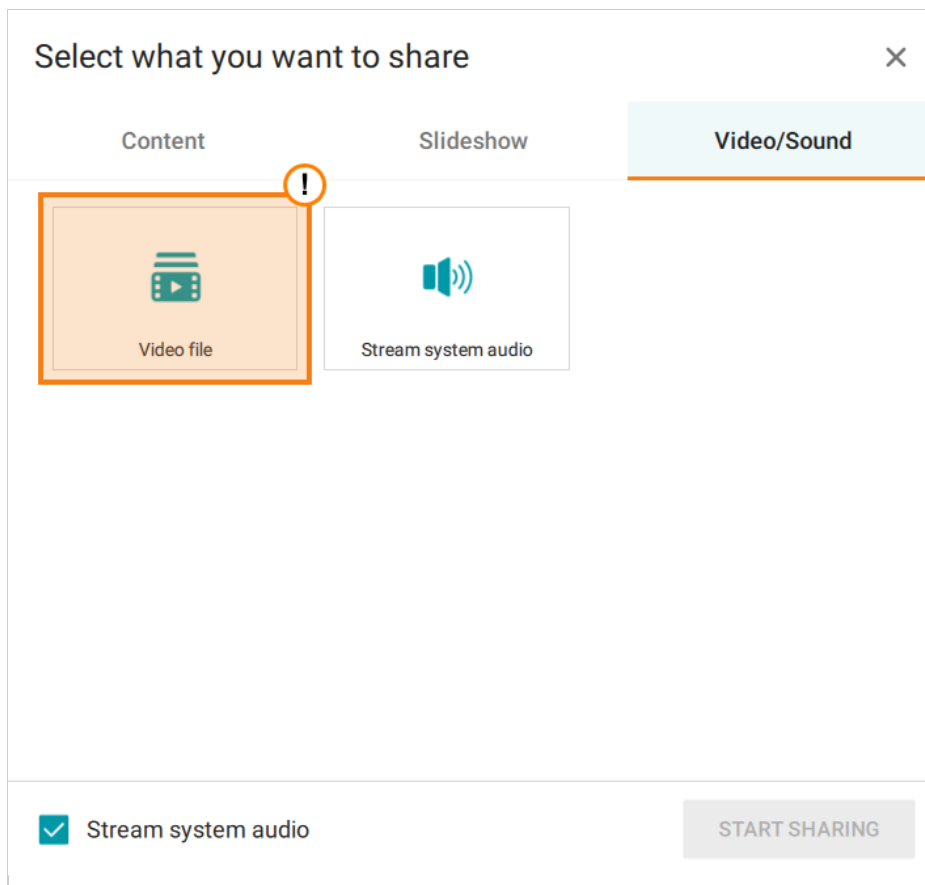 Select what you want to share
Content Slideshow Video/Sound
!
Video file Stream system audio
Stream system audio START SHARING